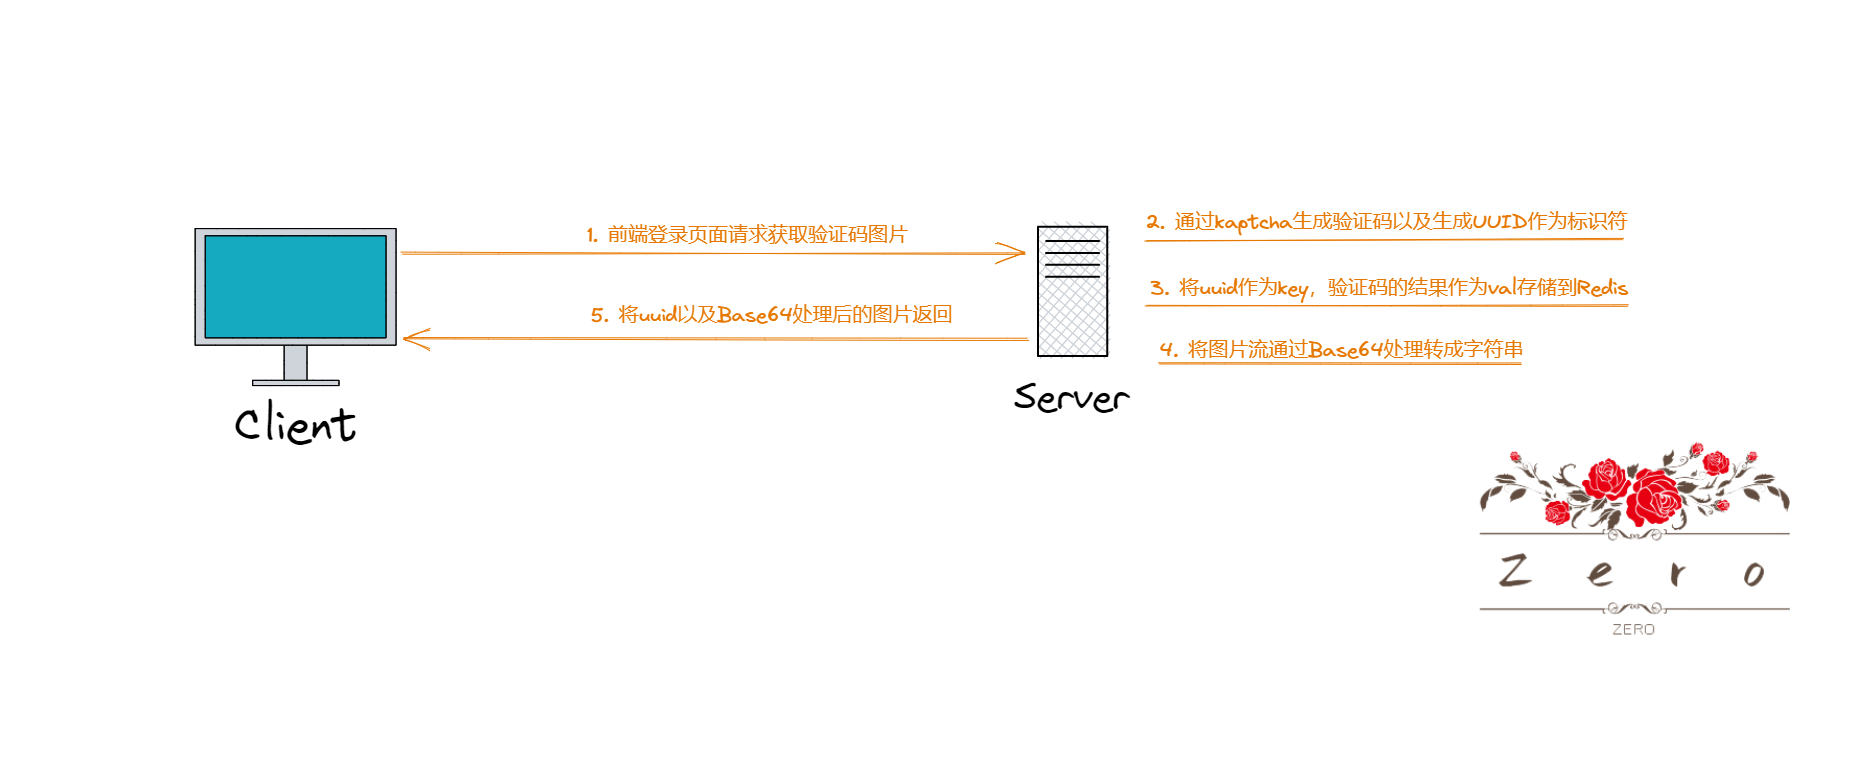 1. 前端登录页面请求获取验证码图片
5. 将uuid以及Base64处理后的图片返回
Client
Server
2. 通过kaptcha生成验证码以及生成UUID作为标识符
3. 将uuid作为key，验证码的结果作为val存储到Redis
4. 将图片流通过Base64处理转成字符串
Zero
ZERO